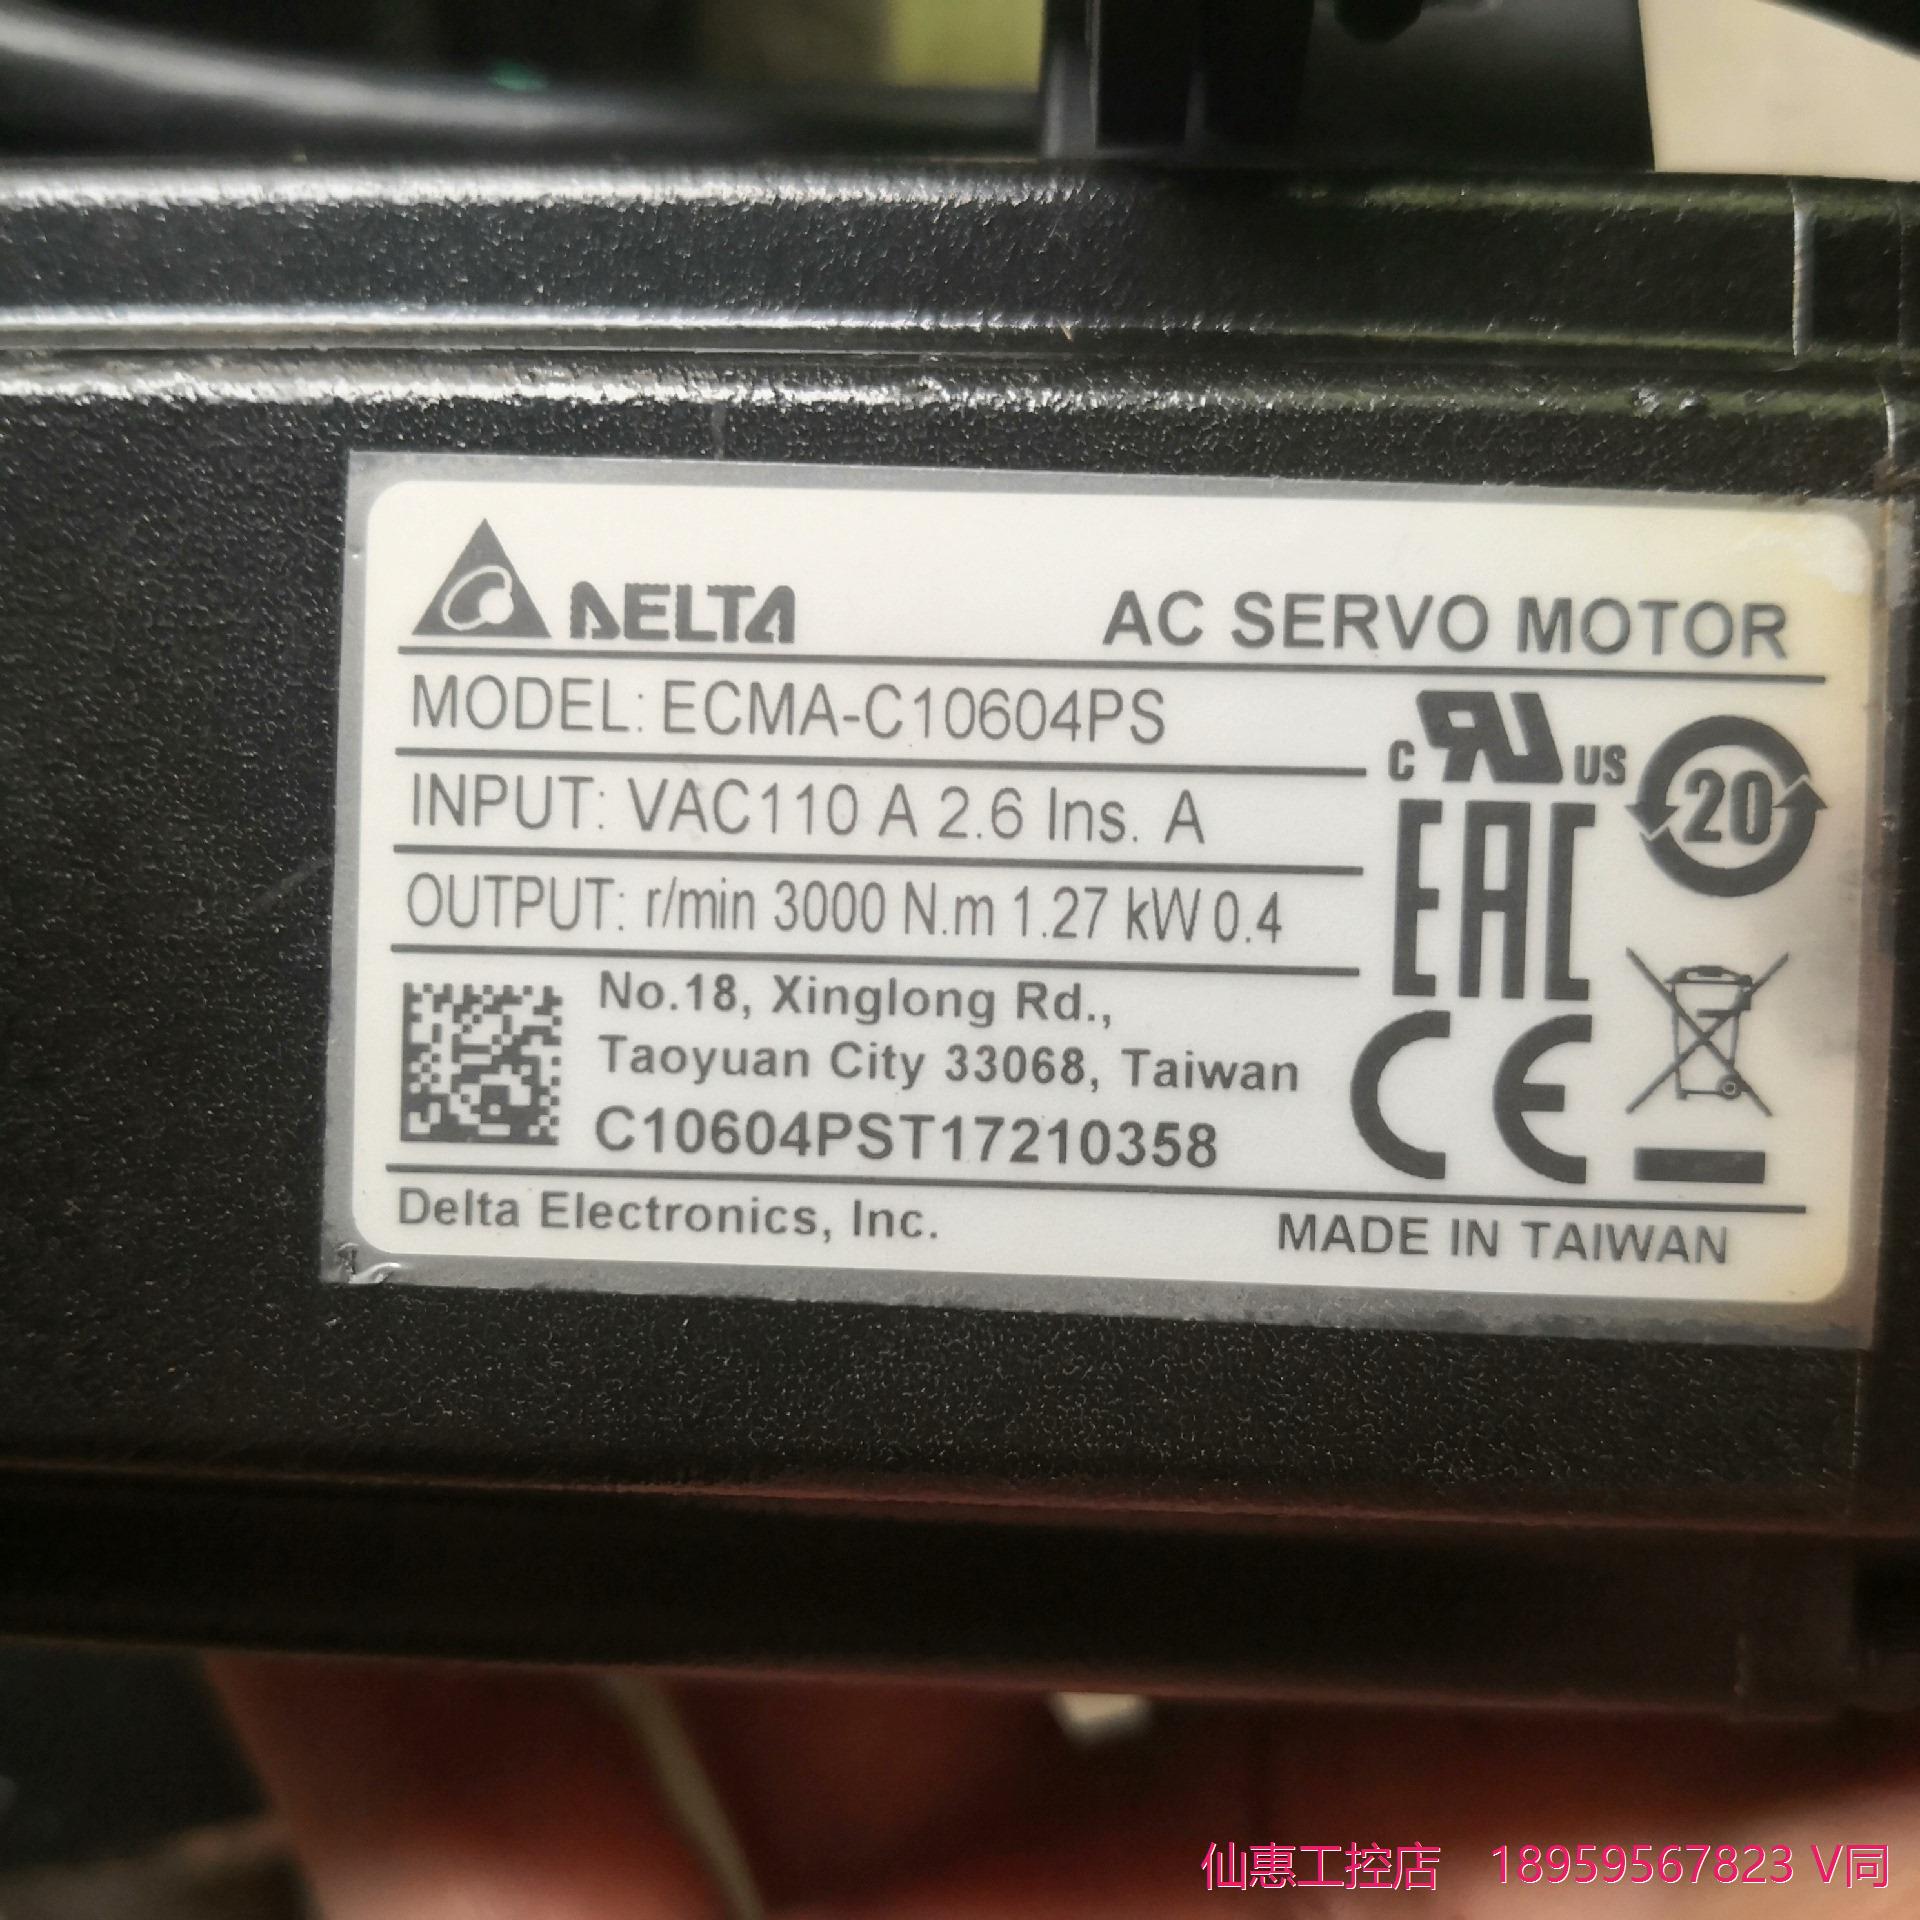 DELTA
AC SERVO MOTOR
MODEL: ECMA-C10604PS
INPUT: VAC110 A 2.6 Ins. A
OUTPUT: r/min 3000 N.m 1.27 kW 0.4
C RU US
20
EAC
CE
No.18, Xinglong Rd.,
Taoyuan City 33068, Taiwan
C10604PST17210358
Delta Electronics, Inc.
MADE IN TAIWAN
仙惠工控店 18959567823 V同